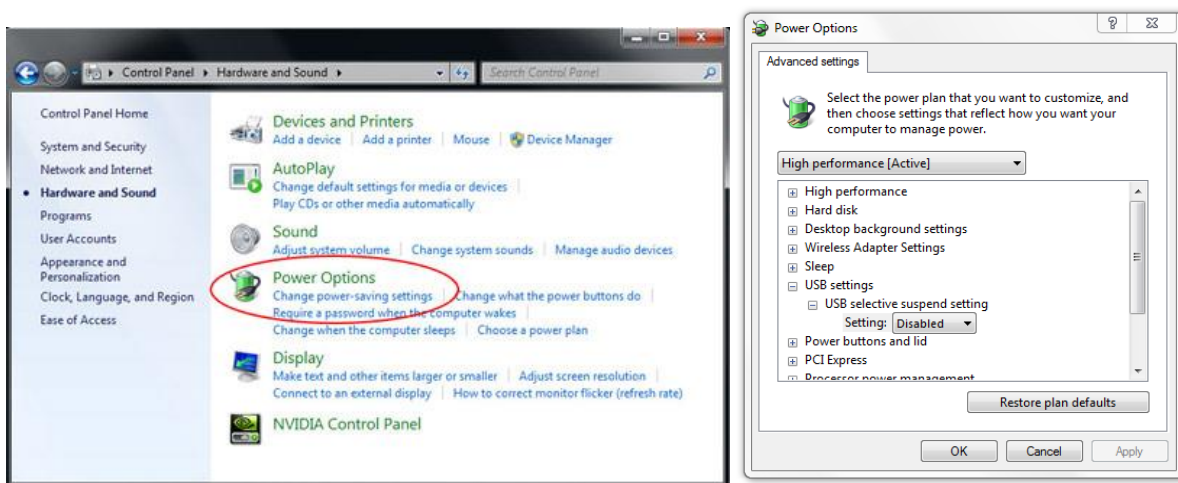 Control Panel Hardware and Sound Search Control Panel
Control Panel Home
System and Security
Network and Internet
Hardware and Sound
Programs
User Accounts
Appearance and
Personalization
Clock, Language, and Region
Ease of Access
Devices and Printers
Add a device Add a printer Mouse Device Manager
AutoPlay
Change default settings for media or devices
Play CDs or other media automatically
Sound
Adjust system volume Change system sounds Manage audio devices
Power Options
Change power-saving settings Change what the power buttons do
Require a password when the computer wakes
Change when the computer sleeps Choose a power plan
Display
Make text and other items larger or smaller Adjust screen resolution
Connect to an external display How to correct monitor flicker (refresh rate)
NVIDIA Control Panel
Power Options
Advanced settings
Select the power plan that you want to customize, and
then choose settings that reflect how you want your
computer to manage power.
High performance [Active]
High performance
Hard disk
Desktop background settings
Wireless Adapter Settings
Sleep
USB settings
USB selective suspend setting
Setting: Disabled
Power buttons and lid
PCI Express
Processor power management
Restore plan defaults
OK Cancel Apply